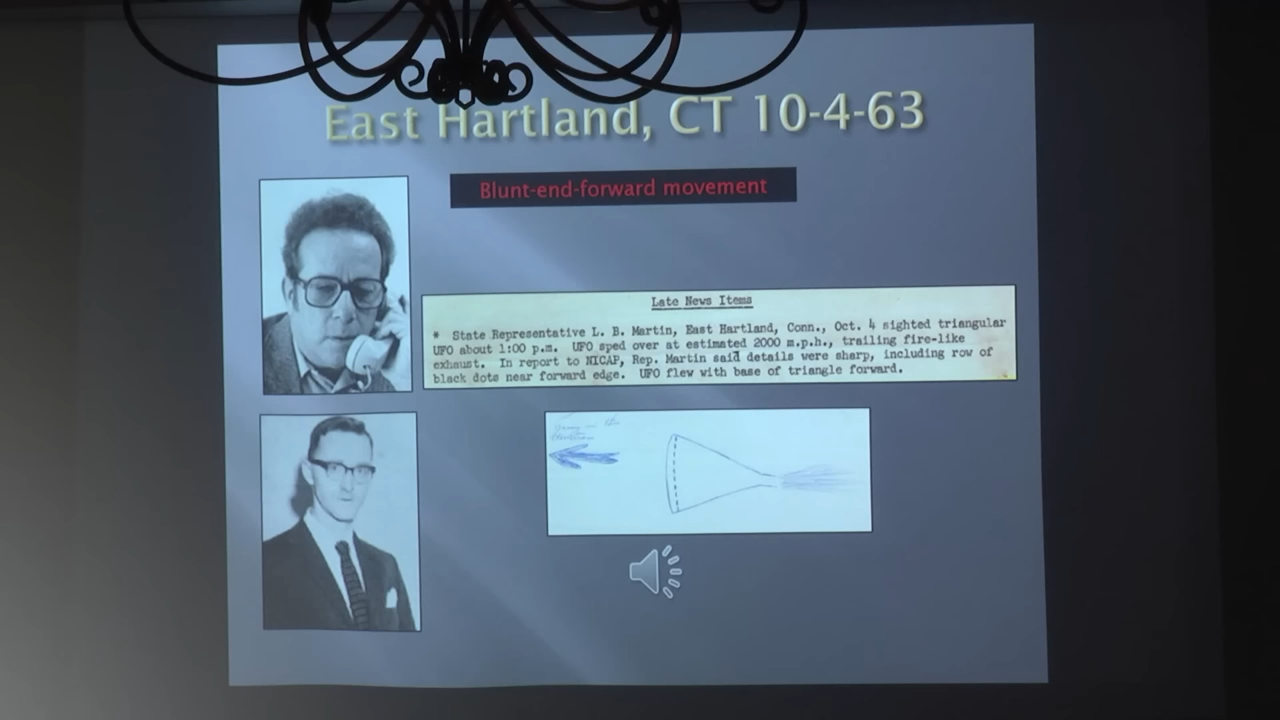 East Hartland, CT 10-4-63
Blunt-end-forward movement
Late News Items
* State Representative L. B. Martin, East Hartland, Conn., Oct. 4 sighted triangular
UFO about 1:00 p.m. UFO sped over at estimated 2000 m.p.h., trailing fire-like
exhaust. In report to NICAP, Rep. Martin said details were sharp, including row of
black dots near forward edge. UFO flew with base of triangle forward.